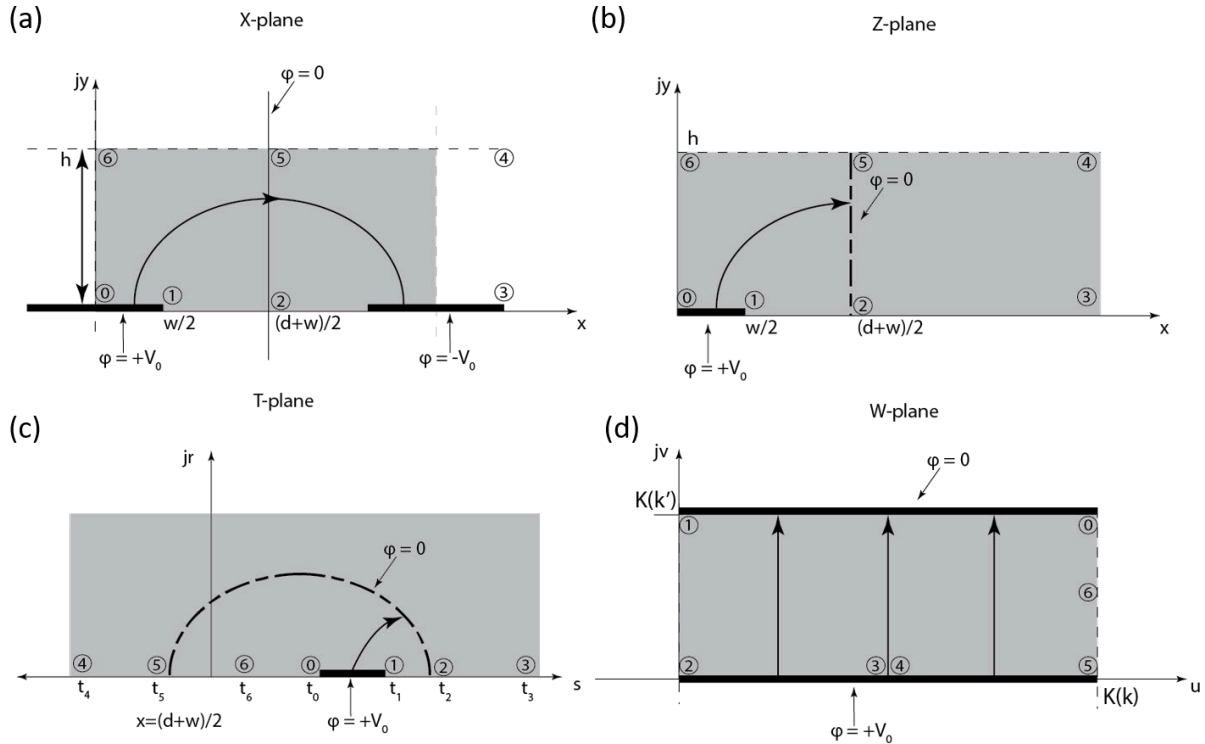 (a)
X-plane
jy
φ = 0
h
⑥
⑤
④
⓪
①
②
③
w/2
(d+w)/2
x
φ = +V₀
φ = -V₀
(b)
Z-plane
jy
h
⑥
⑤
④
φ = 0
⓪
①
②
③
w/2
(d+w)/2
x
φ = +V₀
(c)
T-plane
jr
φ = 0
④
⑤
⑥
⓪
①
②
③
t₄
t₅
t₆
t₀
t₁
t₂
t₃
s
x=(d+w)/2
φ = +V₀
(d)
W-plane
jv
φ = 0
K(k′)
①
⓪
⑥
②
③④
⑤
u
K(k)
φ = +V₀